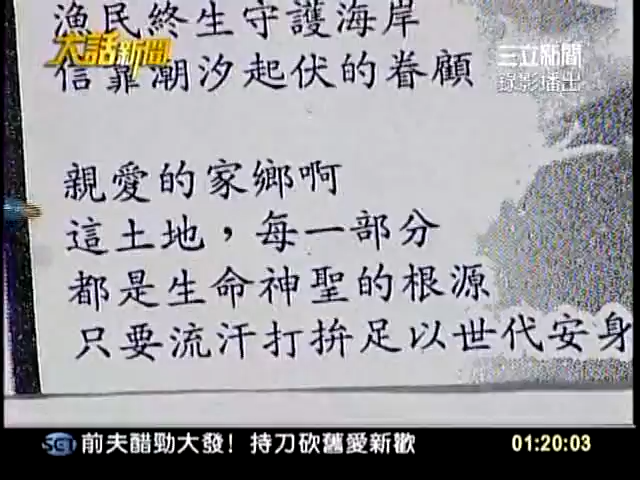 漁民終生守護海岸
大話新聞
三立新聞
信靠潮汐起伏的眷顧
錄影播出
親愛的家鄉啊
這土地，每一部分
都是生命神聖的根源
只要流汗打拚足以世代安身
SET 前夫醋勁大發！ 持刀砍舊愛新歡 01:20:03